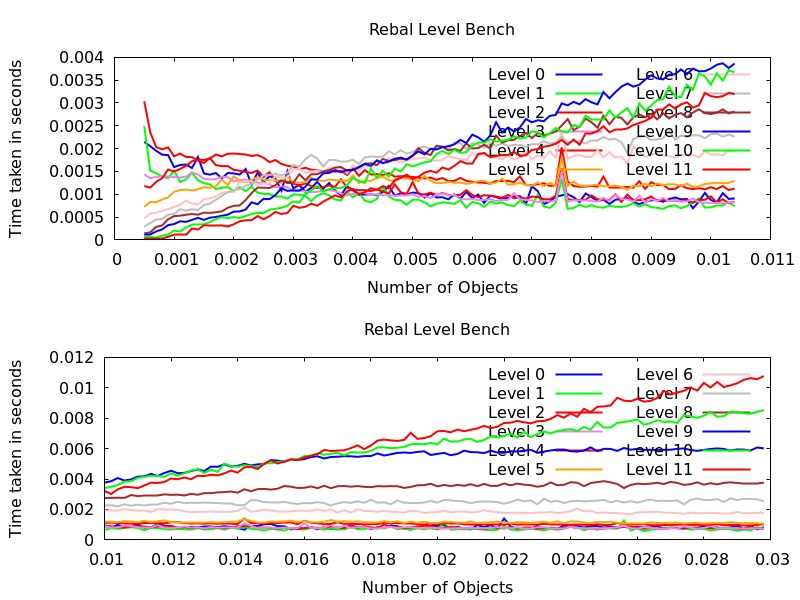 Rebal Level Bench
0.004
0.0035
0.003
0.0025
0.002
0.0015
0.001
0.0005
0
Time taken in seconds
Level 0 Level 6
Level 1 Level 7
Level 2 Level 8
Level 3 Level 9
Level 4 Level 10
Level 5 Level 11
0 0.001 0.002 0.003 0.004 0.005 0.006 0.007 0.008 0.009 0.01 0.011
Number of Objects
Rebal Level Bench
0.012
0.01
0.008
0.006
0.004
0.002
0
Time taken in seconds
Level 0 Level 6
Level 1 Level 7
Level 2 Level 8
Level 3 Level 9
Level 4 Level 10
Level 5 Level 11
0.01 0.012 0.014 0.016 0.018 0.02 0.022 0.024 0.026 0.028 0.03
Number of Objects